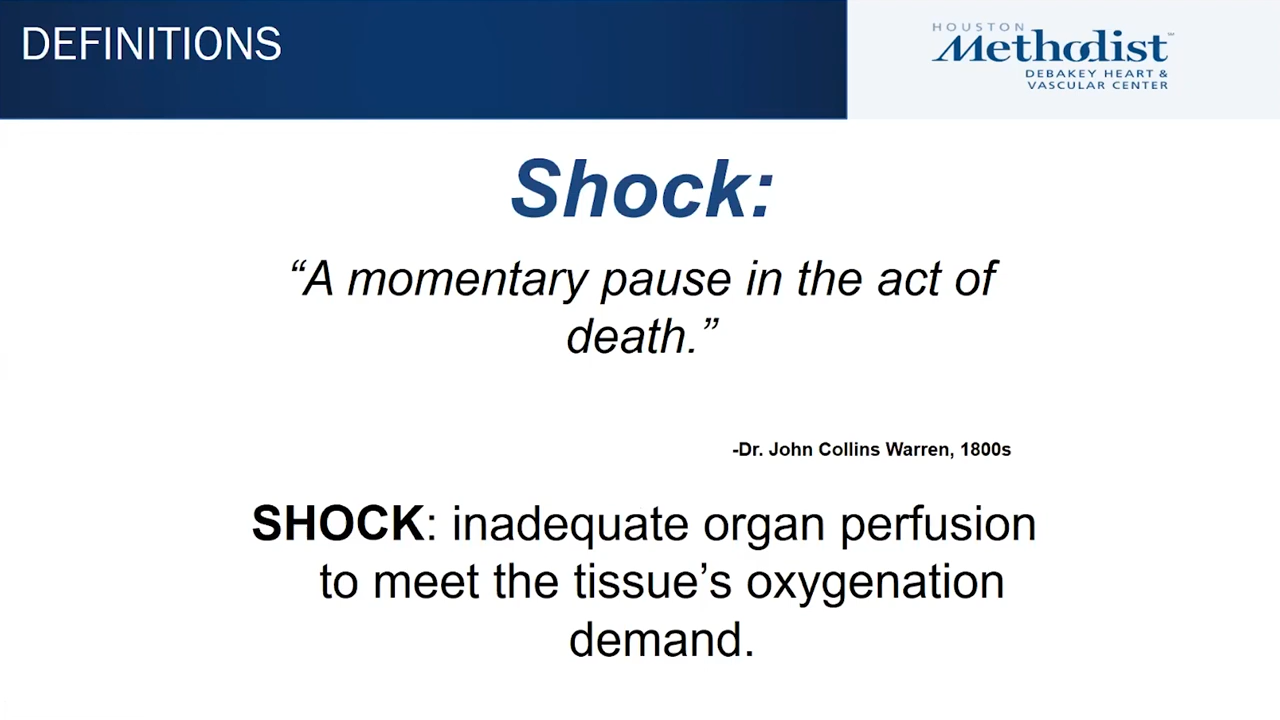 DEFINITIONS
HOUSTON
Methodist™
DEBAKEY HEART &
VASCULAR CENTER
Shock:
“A momentary pause in the act of
death.”
-Dr. John Collins Warren, 1800s
SHOCK: inadequate organ perfusion
to meet the tissue’s oxygenation
demand.